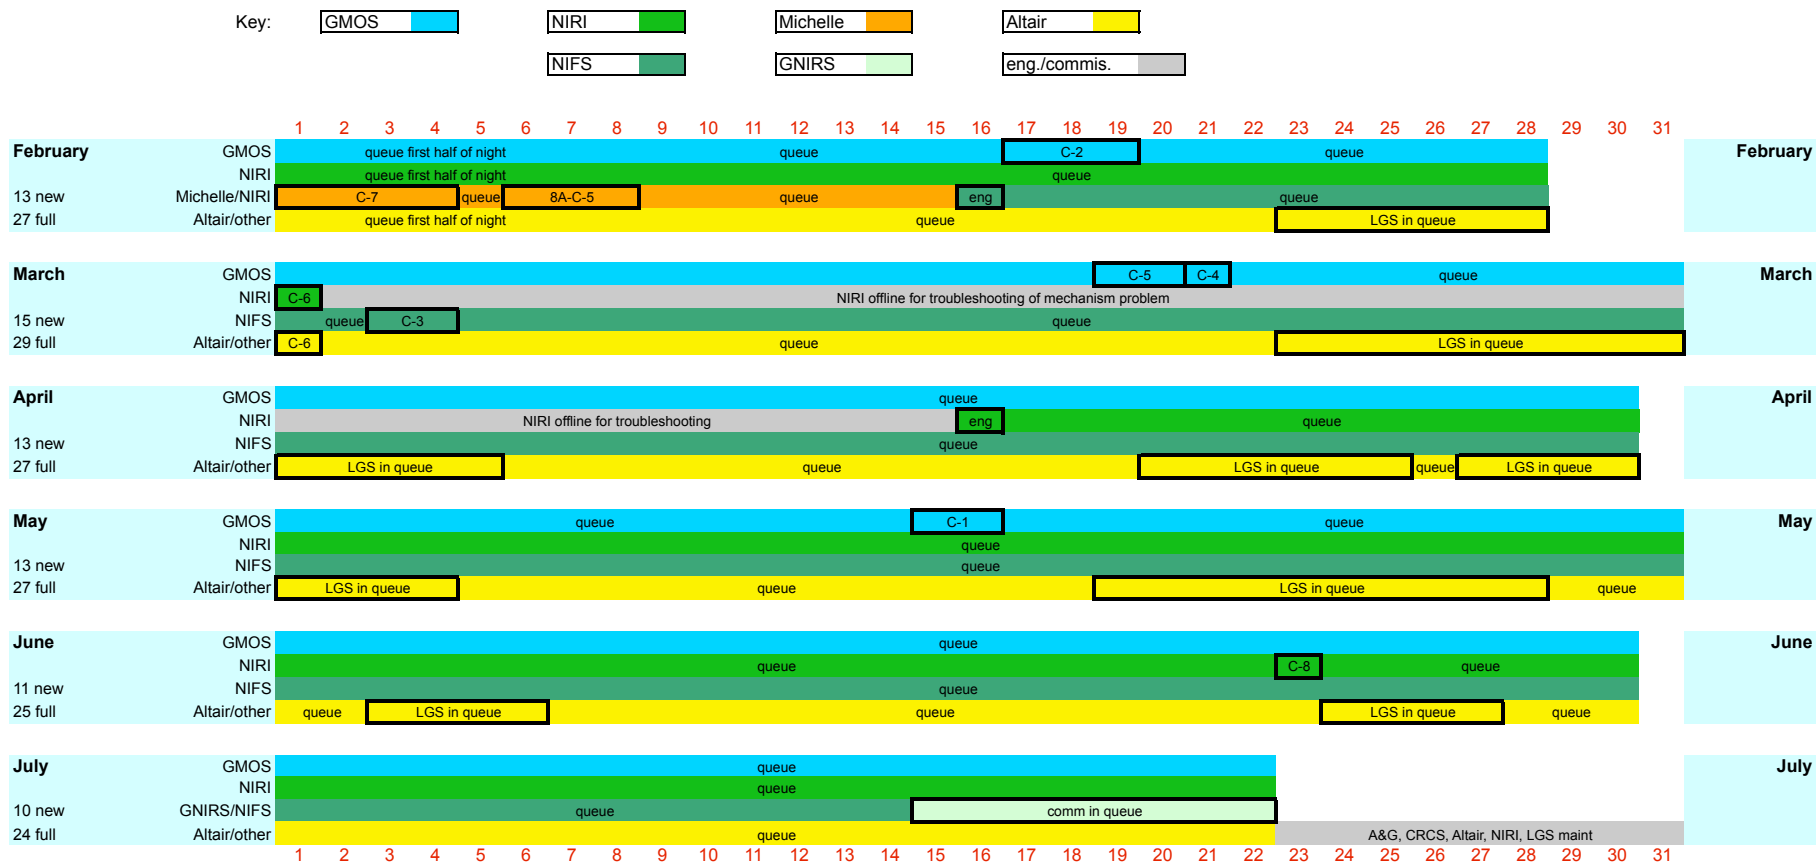 Key: GMOS NIRI Michelle Altair
NIFS GNIRS eng./commis.
1 2 3 4 5 6 7 8 9 10 11 12 13 14 15 16 17 18 19 20 21 22 23 24 25 26 27 28 29 30 31
February GMOS queue first half of night queue C-2 queue February
NIRI queue first half of night queue
13 new Michelle/NIRI C-7 queue 8A-C-5 queue eng queue
27 full Altair/other queue first half of night queue LGS in queue
March GMOS C-5 C-4 queue March
NIRI C-6 NIRI offline for troubleshooting of mechanism problem
15 new NIFS queue C-3 queue
29 full Altair/other C-6 queue LGS in queue
April GMOS queue April
NIRI NIRI offline for troubleshooting eng queue
13 new NIFS queue
27 full Altair/other LGS in queue queue LGS in queue queue LGS in queue
May GMOS queue C-1 queue May
NIRI queue
13 new NIFS queue
27 full Altair/other LGS in queue queue LGS in queue queue
June GMOS queue June
NIRI queue C-8 queue
11 new NIFS queue
25 full Altair/other queue LGS in queue queue LGS in queue queue
July GMOS queue July
NIRI queue
10 new GNIRS/NIFS queue comm in queue
24 full Altair/other queue A&G, CRCS, Altair, NIRI, LGS maint
1 2 3 4 5 6 7 8 9 10 11 12 13 14 15 16 17 18 19 20 21 22 23 24 25 26 27 28 29 30 31